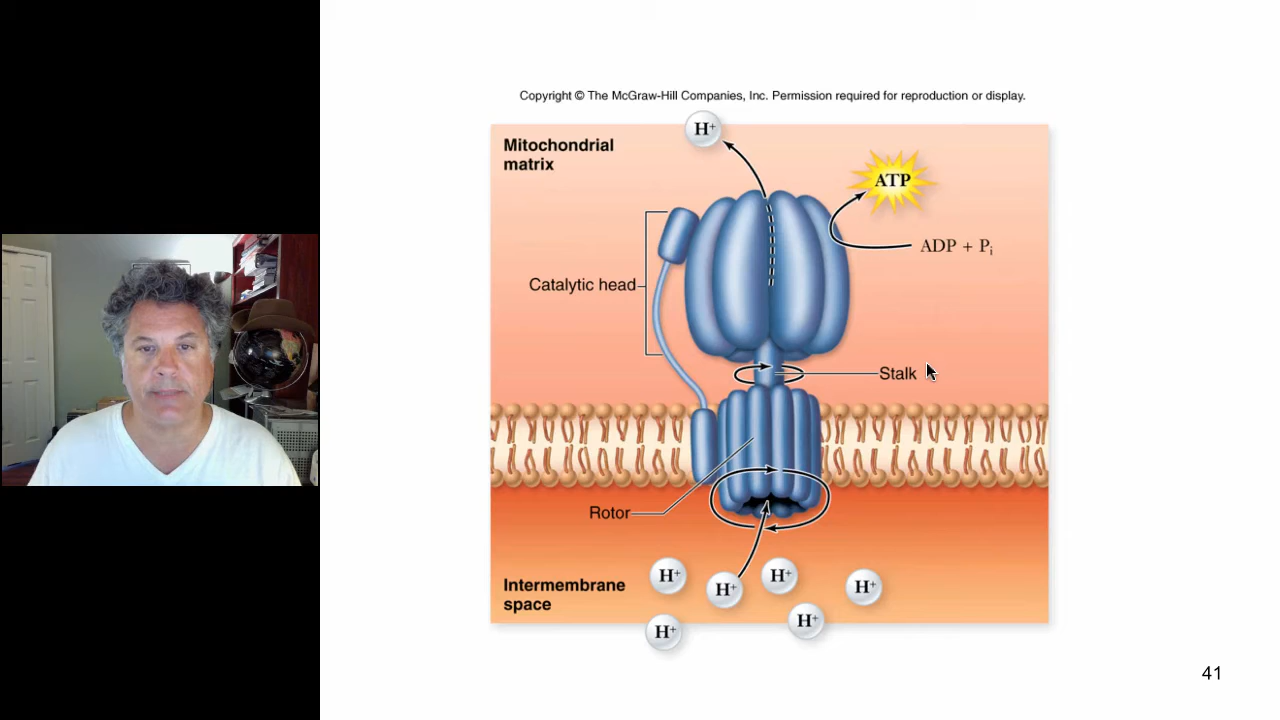 Copyright © The McGraw-Hill Companies, Inc. Permission required for reproduction or display.
H+
Mitochondrial
matrix
ATP
ADP + Pi
Catalytic head
Stalk
Rotor
Intermembrane
space
H+
H+
H+
H+
H+
H+
41